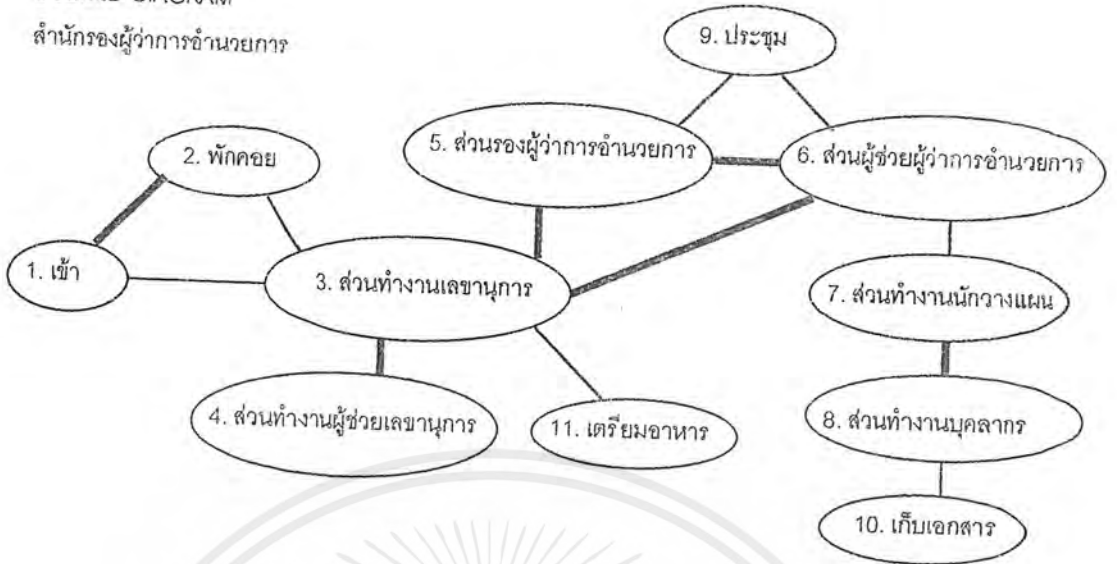 DIAGRAM
สำนักรองผู้ว่าการอำนวยการ
9. ประชุม
2. พักคอย
5. ส่วนรองผู้ว่าการอำนวยการ
6. ส่วนผู้ช่วยผู้ว่าการอำนวยการ
1. เข้า
3. ส่วนทำงานเลขานุการ
7. ส่วนทำงานนักวางแผน
4. ส่วนทำงานผู้ช่วยเลขานุการ
11. เตรียมอาหาร
8. ส่วนทำงานบุคลากร
10. เก็บเอกสาร